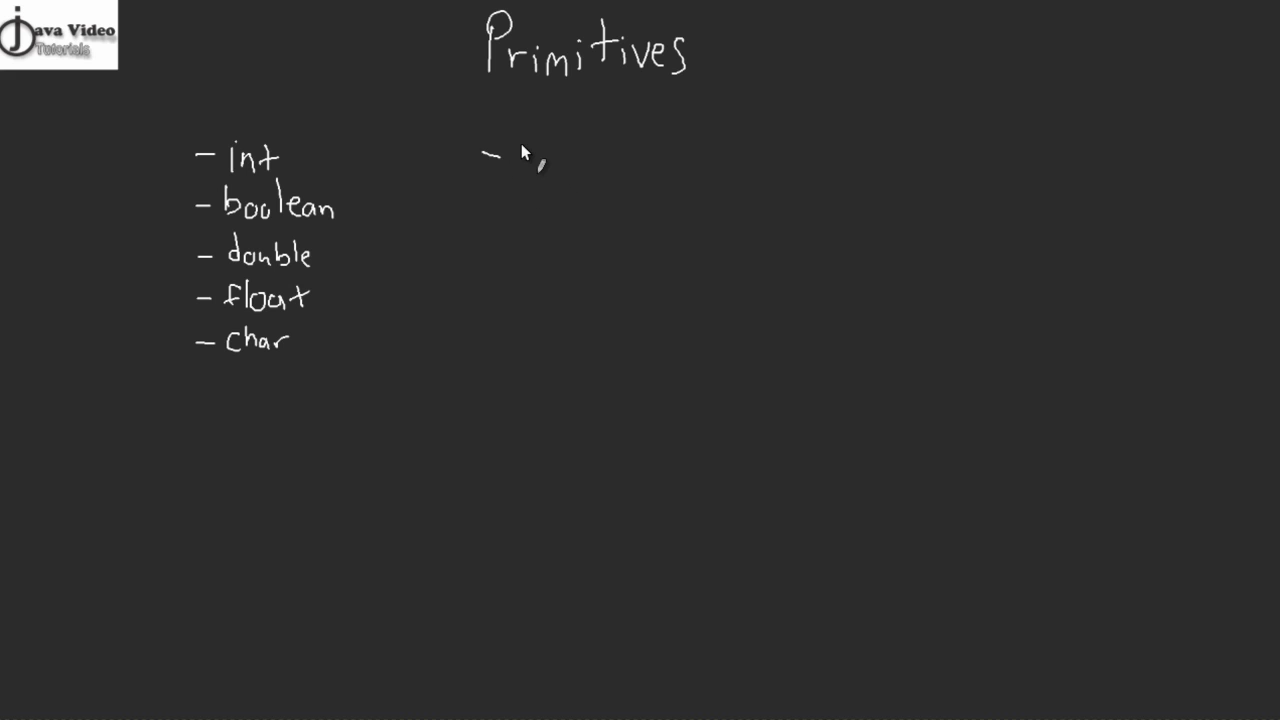 Java Video
Tutorials
Primitives
- int
- boolean
- double
- float
- char
-